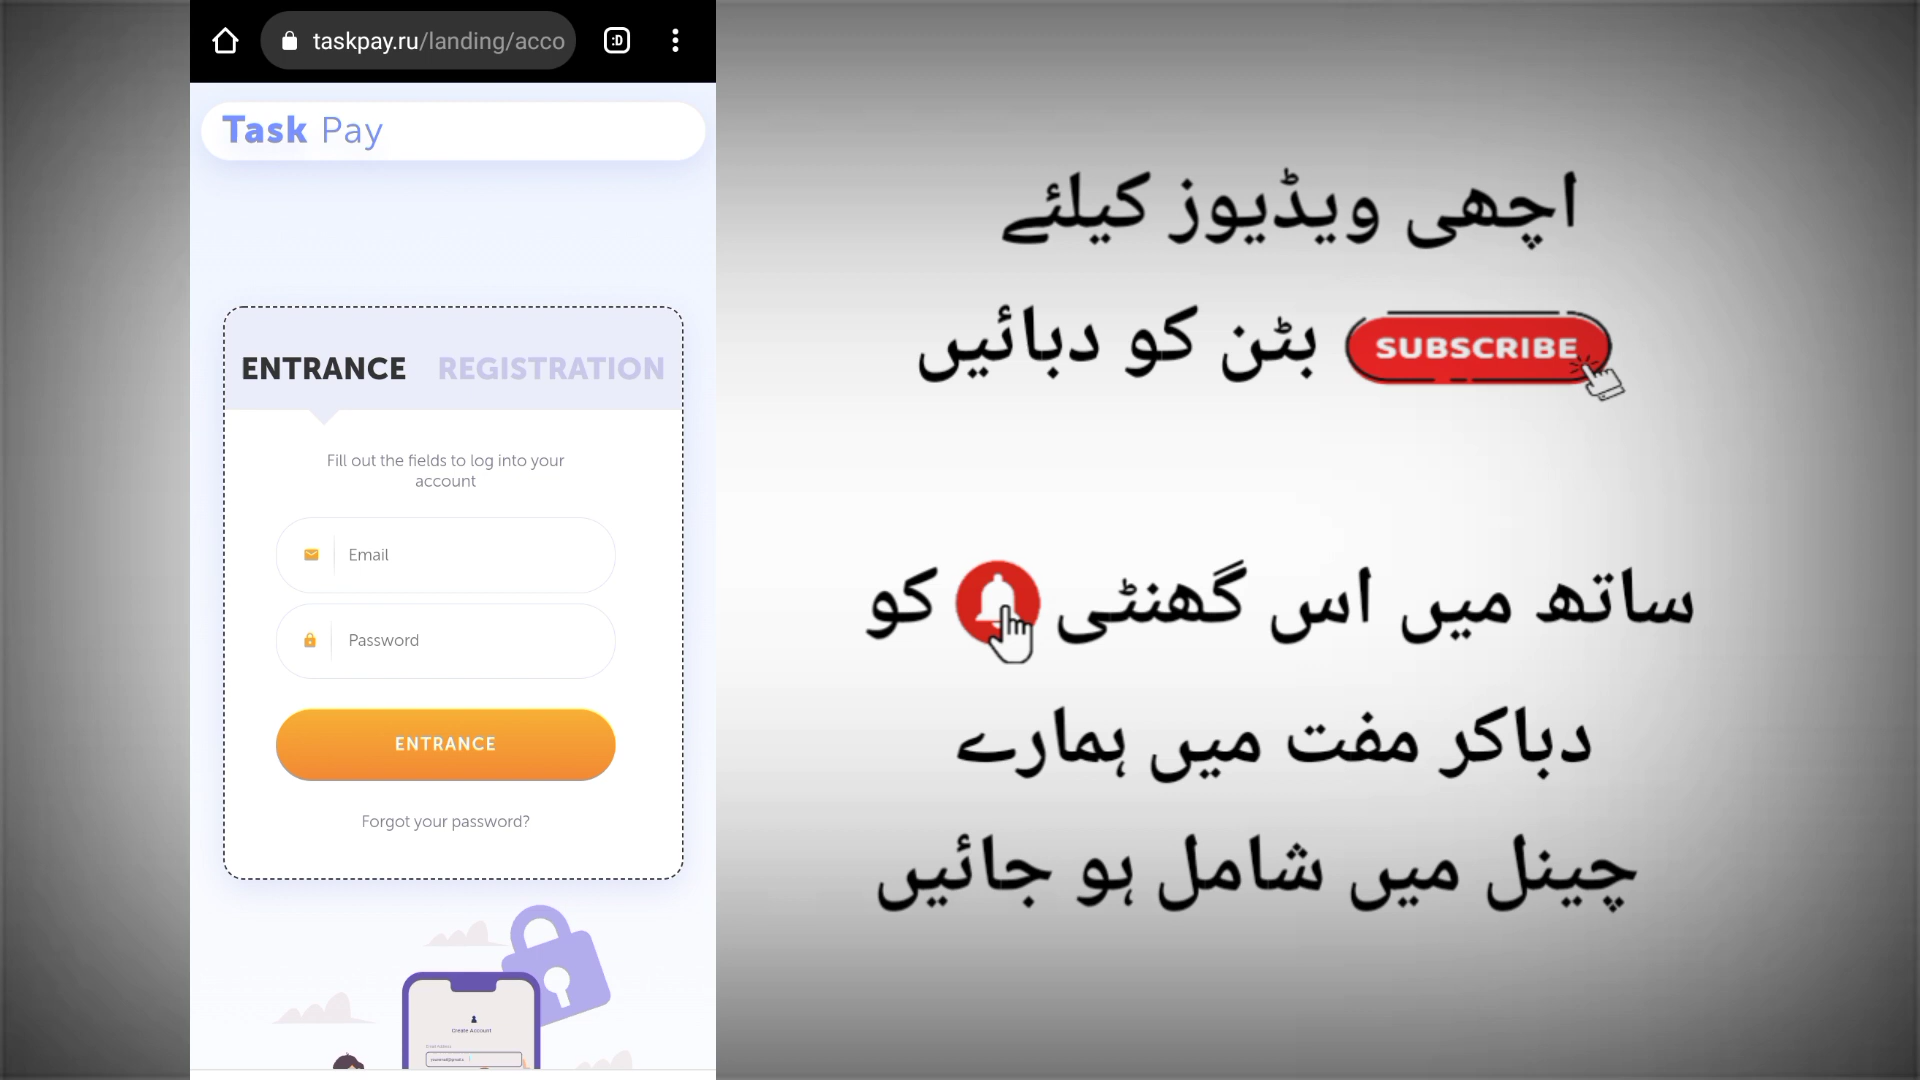 :D
taskpay.ru/landing/acco
Task Pay
ENTRANCE REGISTRATION
Fill out the fields to log into your
account
Email
Password
ENTRANCE
Forgot your password?
Create Account
اچھی ویڈیوز کیلئے
SUBSCRIBE بٹن کو دبائیں
ساتھ میں اس گھنٹی کو
دباکر مفت میں ہمارے
چینل میں شامل ہو جائیں